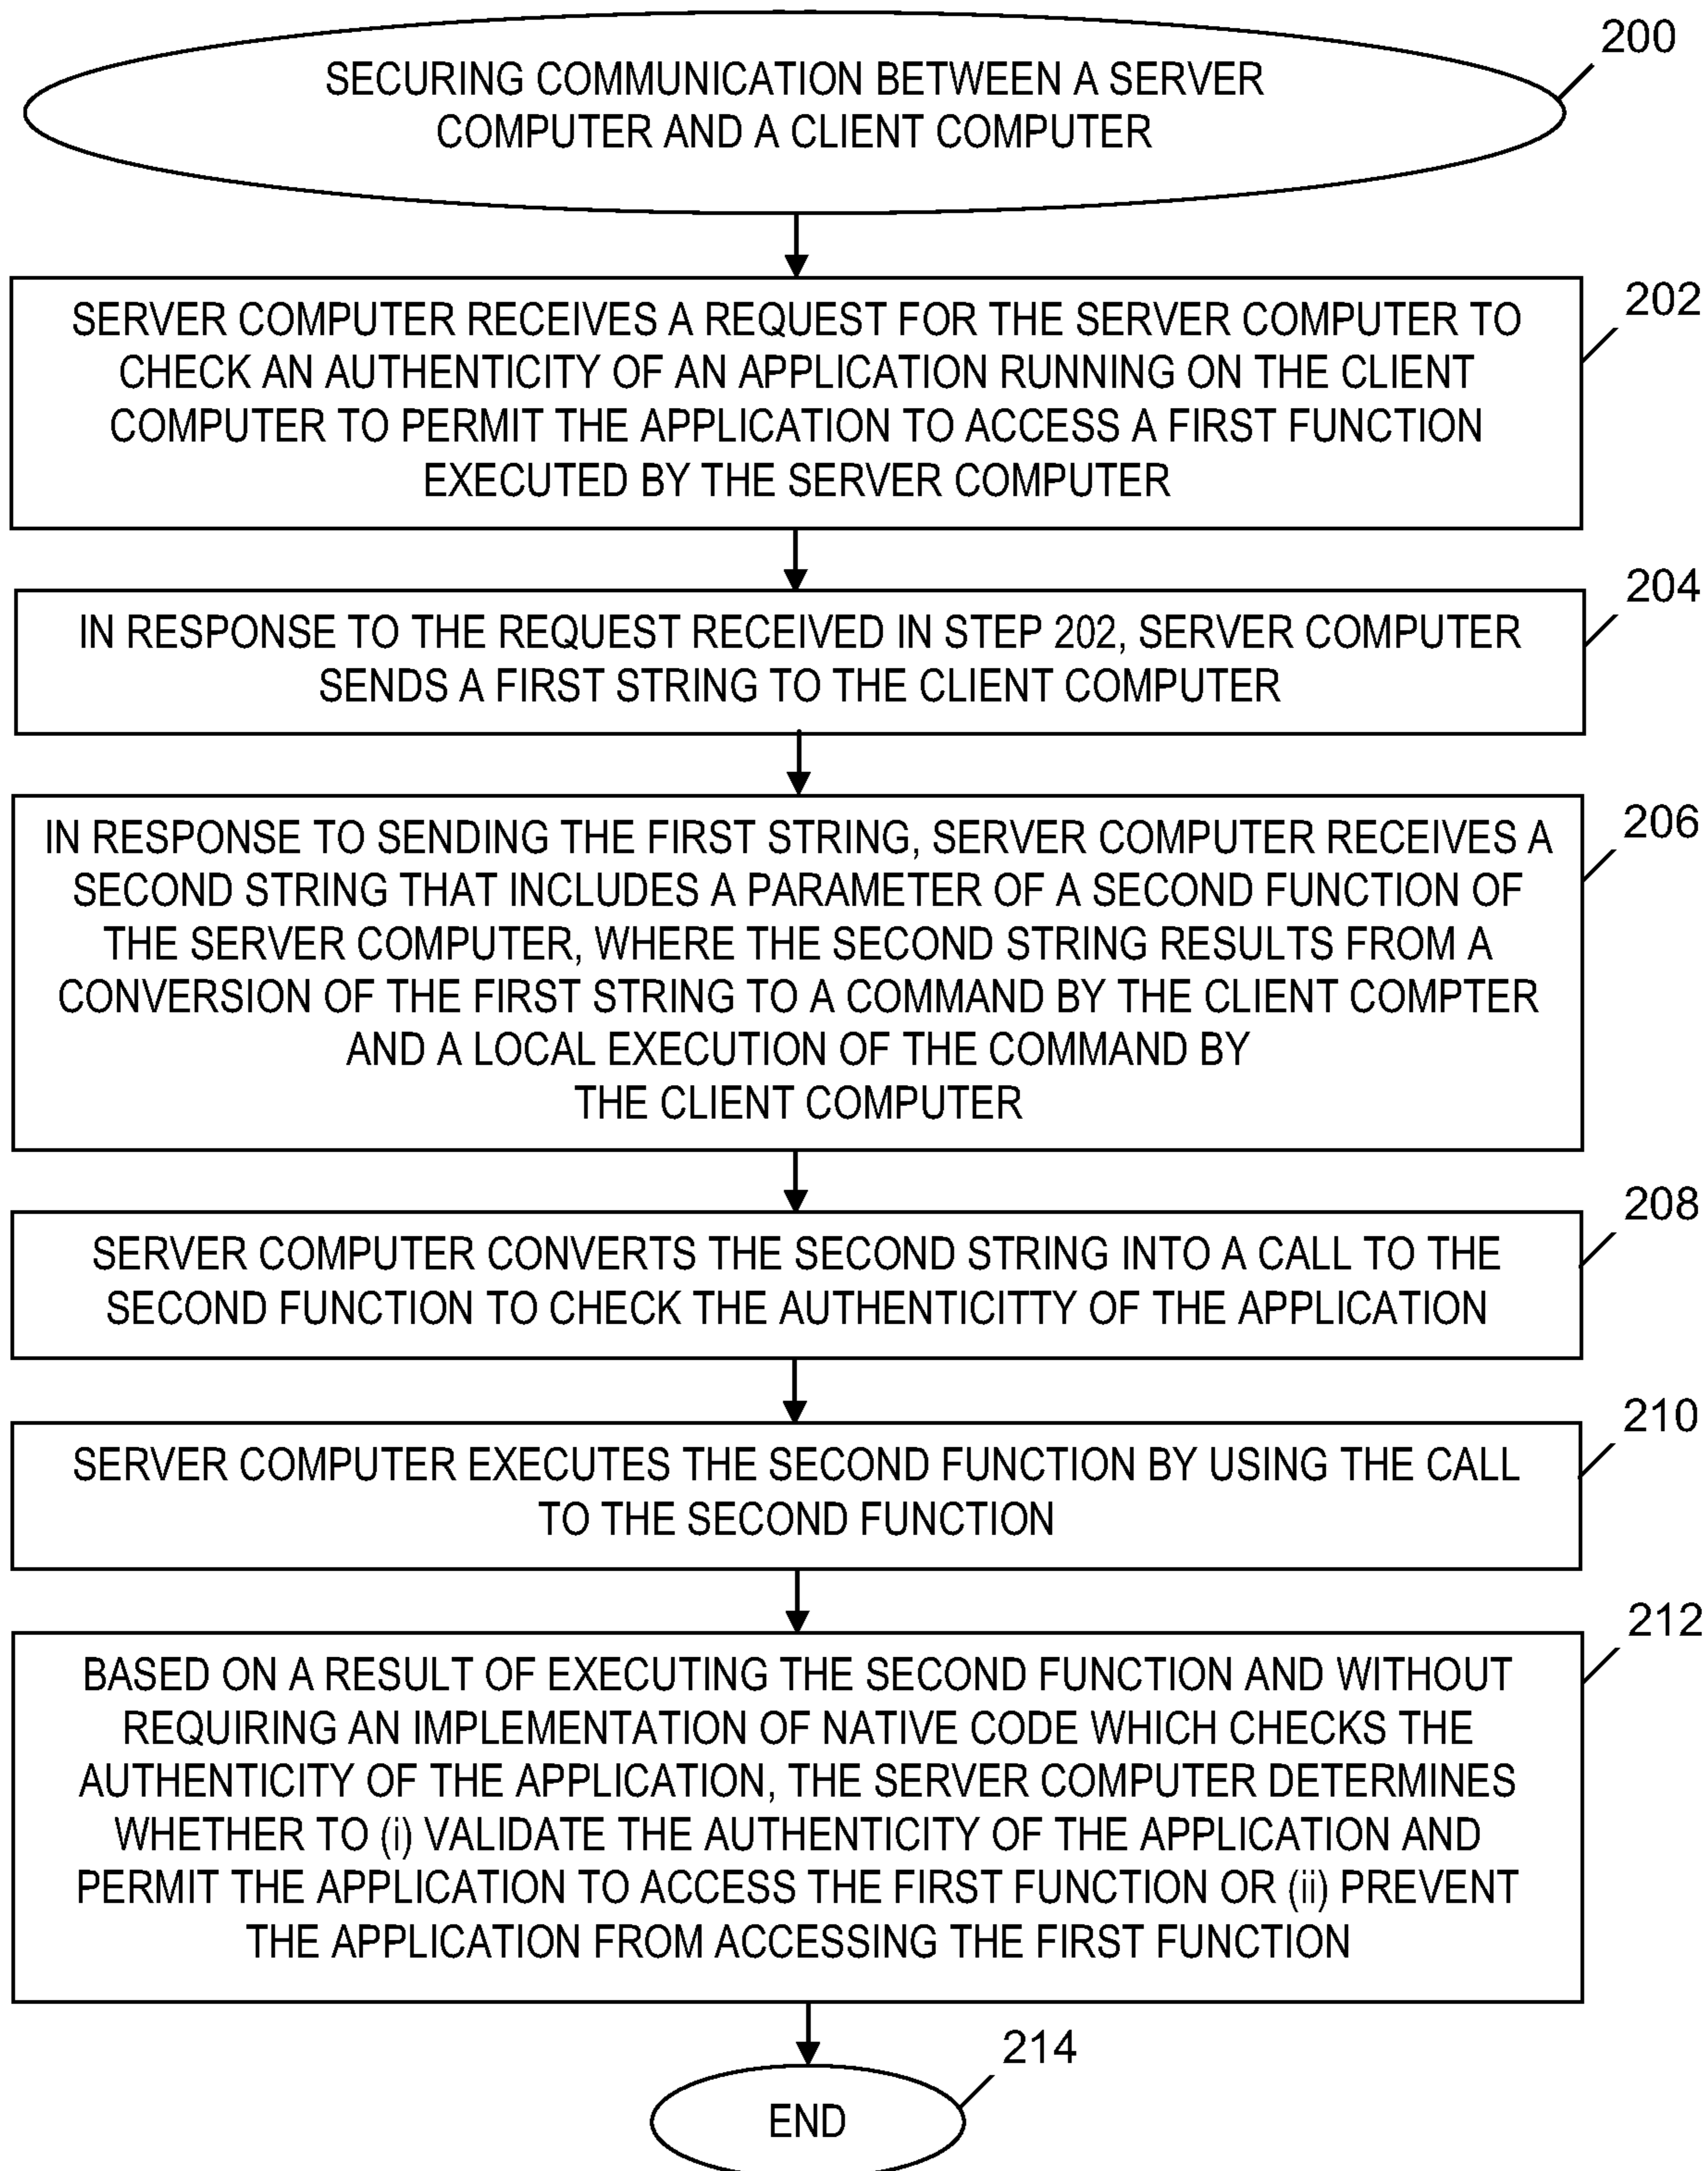 200
SECURING COMMUNICATION BETWEEN A SERVER
COMPUTER AND A CLIENT COMPUTER
202
SERVER COMPUTER RECEIVES A REQUEST FOR THE SERVER COMPUTER TO
CHECK AN AUTHENTICITY OF AN APPLICATION RUNNING ON THE CLIENT
COMPUTER TO PERMIT THE APPLICATION TO ACCESS A FIRST FUNCTION
EXECUTED BY THE SERVER COMPUTER
204
IN RESPONSE TO THE REQUEST RECEIVED IN STEP 202, SERVER COMPUTER
SENDS A FIRST STRING TO THE CLIENT COMPUTER
206
IN RESPONSE TO SENDING THE FIRST STRING, SERVER COMPUTER RECEIVES A
SECOND STRING THAT INCLUDES A PARAMETER OF A SECOND FUNCTION OF
THE SERVER COMPUTER, WHERE THE SECOND STRING RESULTS FROM A
CONVERSION OF THE FIRST STRING TO A COMMAND BY THE CLIENT COMPTER
AND A LOCAL EXECUTION OF THE COMMAND BY
THE CLIENT COMPUTER
208
SERVER COMPUTER CONVERTS THE SECOND STRING INTO A CALL TO THE
SECOND FUNCTION TO CHECK THE AUTHENTICITTY OF THE APPLICATION
210
SERVER COMPUTER EXECUTES THE SECOND FUNCTION BY USING THE CALL
TO THE SECOND FUNCTION
212
BASED ON A RESULT OF EXECUTING THE SECOND FUNCTION AND WITHOUT
REQUIRING AN IMPLEMENTATION OF NATIVE CODE WHICH CHECKS THE
AUTHENTICITY OF THE APPLICATION, THE SERVER COMPUTER DETERMINES
WHETHER TO (i) VALIDATE THE AUTHENTICITY OF THE APPLICATION AND
PERMIT THE APPLICATION TO ACCESS THE FIRST FUNCTION OR (ii) PREVENT
THE APPLICATION FROM ACCESSING THE FIRST FUNCTION
214
END